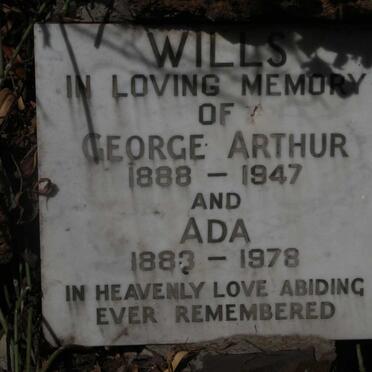 WILLS
IN LOVING MEMORY
OF
GEORGE ARTHUR
1888 – 1947
AND
ADA
1883 – 1978
IN HEAVENLY LOVE ABIDING
EVER REMEMBERED